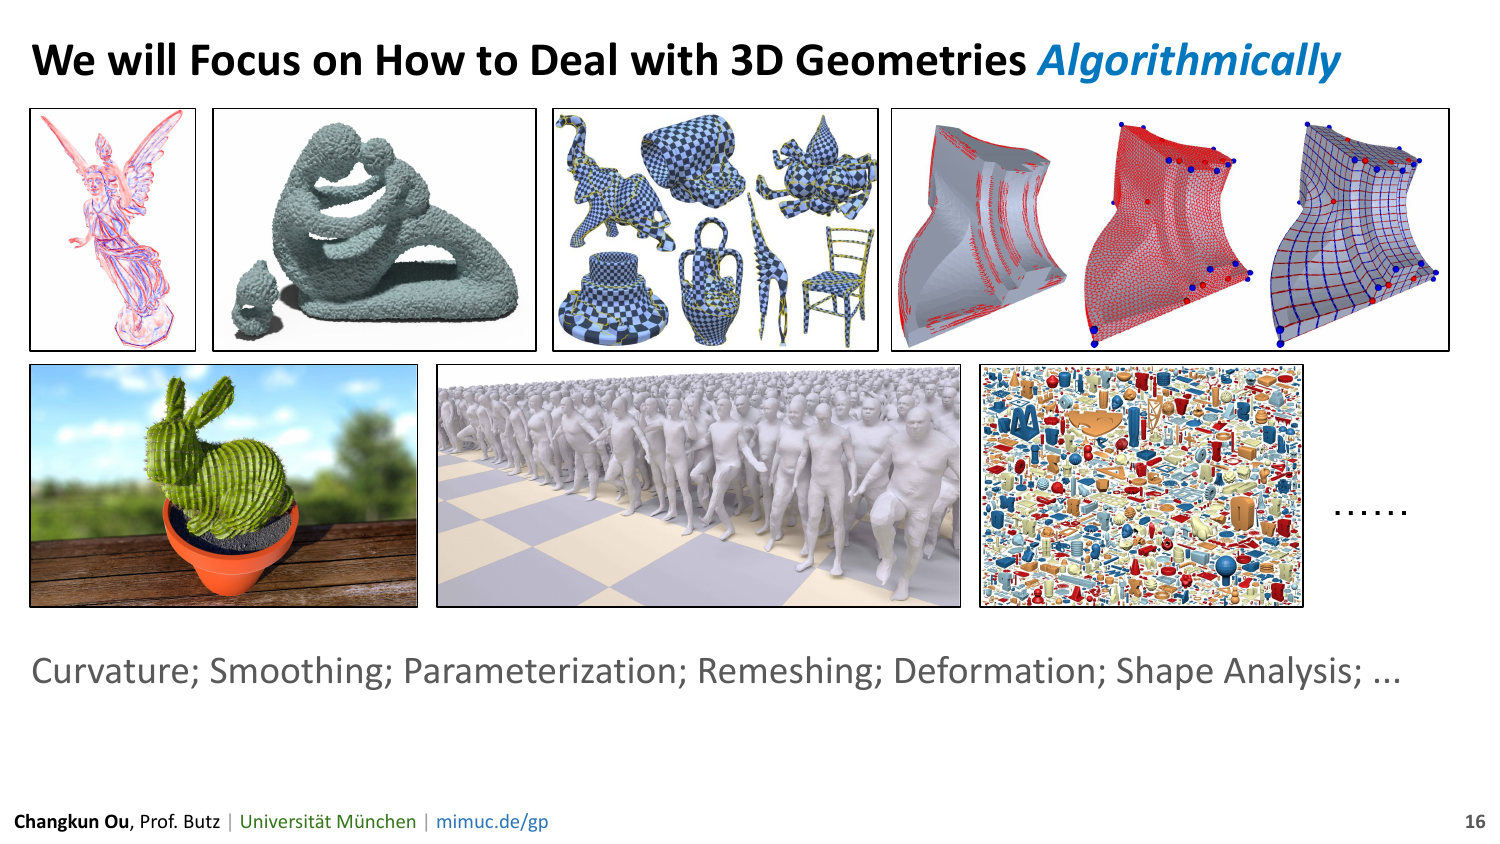 We will Focus on How to Deal with 3D Geometries Algorithmically
......
Curvature; Smoothing; Parameterization; Remeshing; Deformation; Shape Analysis; ...
Changkun Ou, Prof. Butz | Universität München | mimuc.de/gp
16